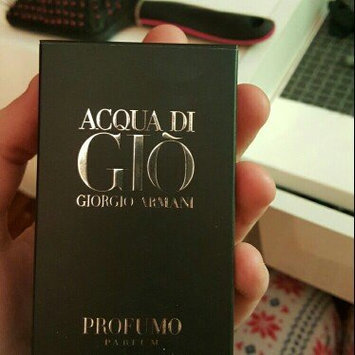 ACQUA DI
GIÒ
GIORGIO ARMANI
PROFUMO
PARFUM